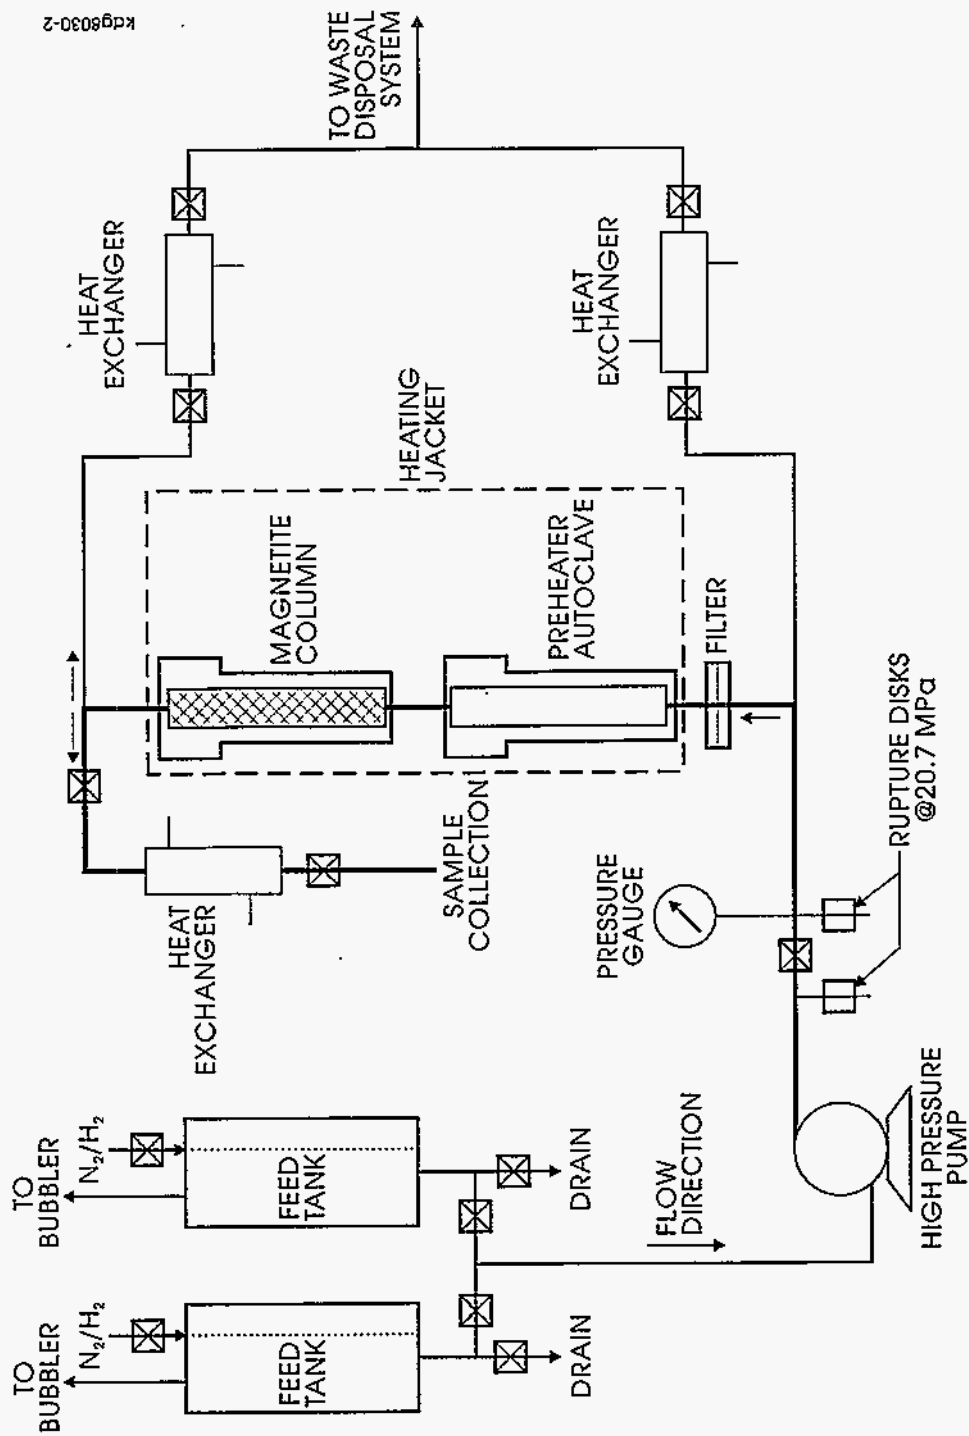 kdg8030-2
TO WASTE
DISPOSAL
SYSTEM
HEAT
EXCHANGER
HEAT
EXCHANGER
HEATING
JACKET
MAGNETITE
COLUMN
PREHEATER
AUTOCLAVE
FILTER
RUPTURE DISKS
@20.7 MPa
SAMPLE
COLLECTION
PRESSURE
GAUGE
HEAT
EXCHANGER
TO
BUBBLER
N₂/H₂
FEED
TANK
DRAIN
FLOW
DIRECTION
HIGH PRESSURE
PUMP
TO
BUBBLER
N₂/H₂
FEED
TANK
DRAIN